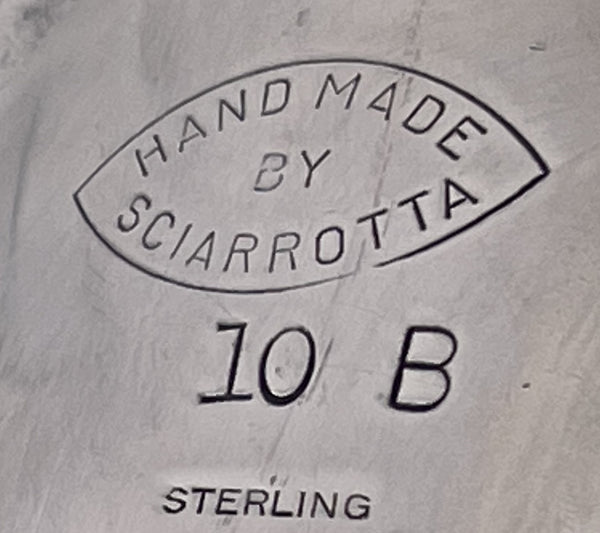 HAND MADE
BY
SCIARROTTA
10 B
STERLING